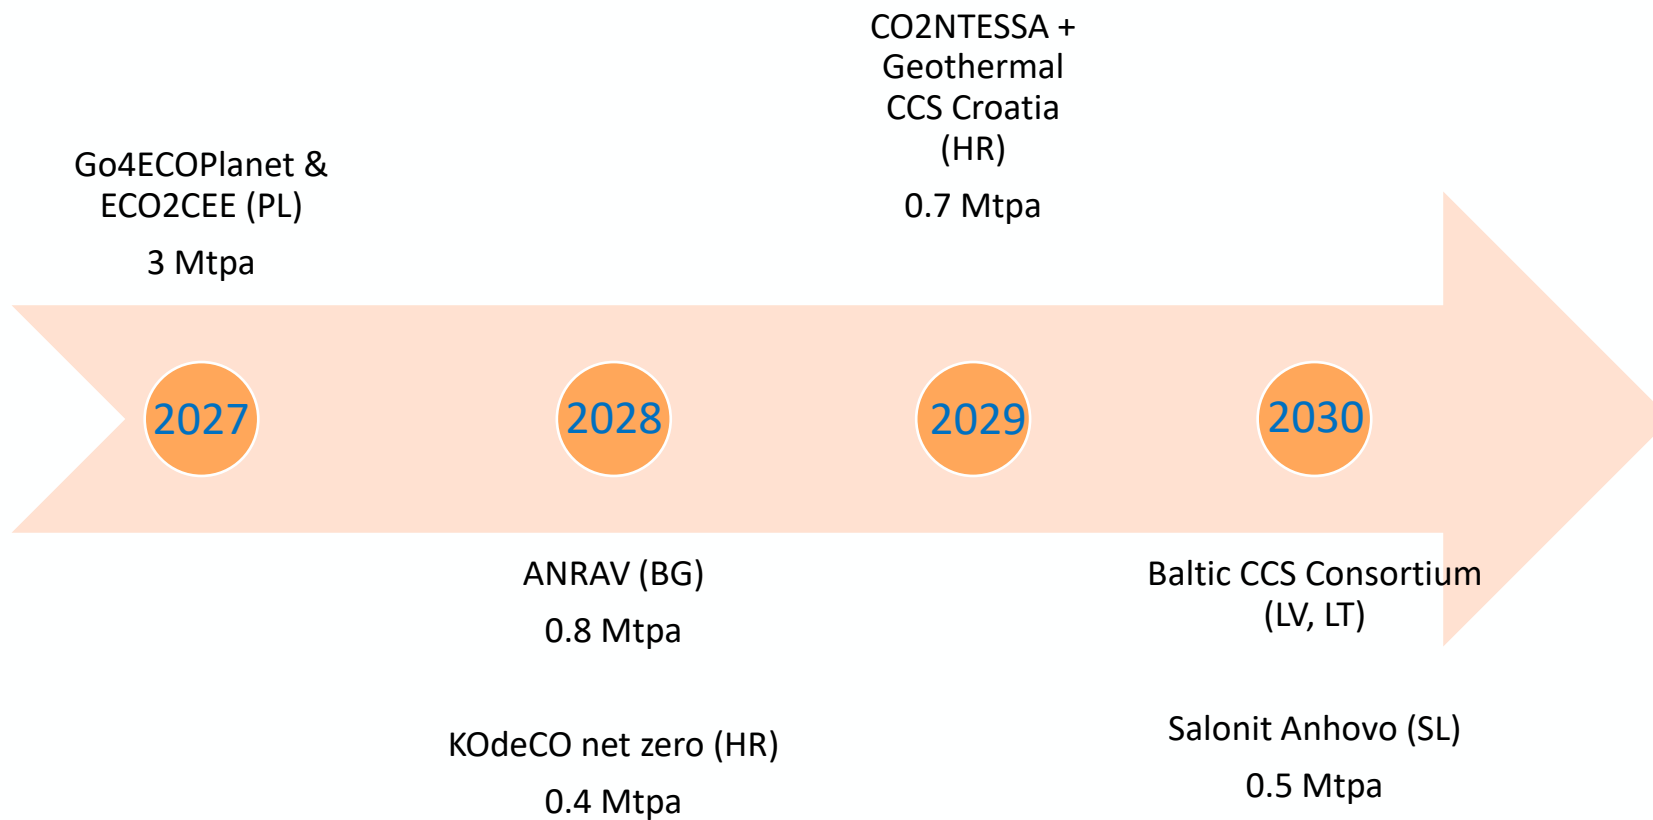 Go4ECOPlanet &
ECO2CEE (PL)
3 Mtpa
2027
ANRAV (BG)
0.8 Mtpa
KOdeCO net zero (HR)
0.4 Mtpa
2028
CO2NTESSA +
Geothermal
CCS Croatia
(HR)
0.7 Mtpa
2029
Baltic CCS Consortium
(LV, LT)
Salonit Anhovo (SL)
0.5 Mtpa
2030